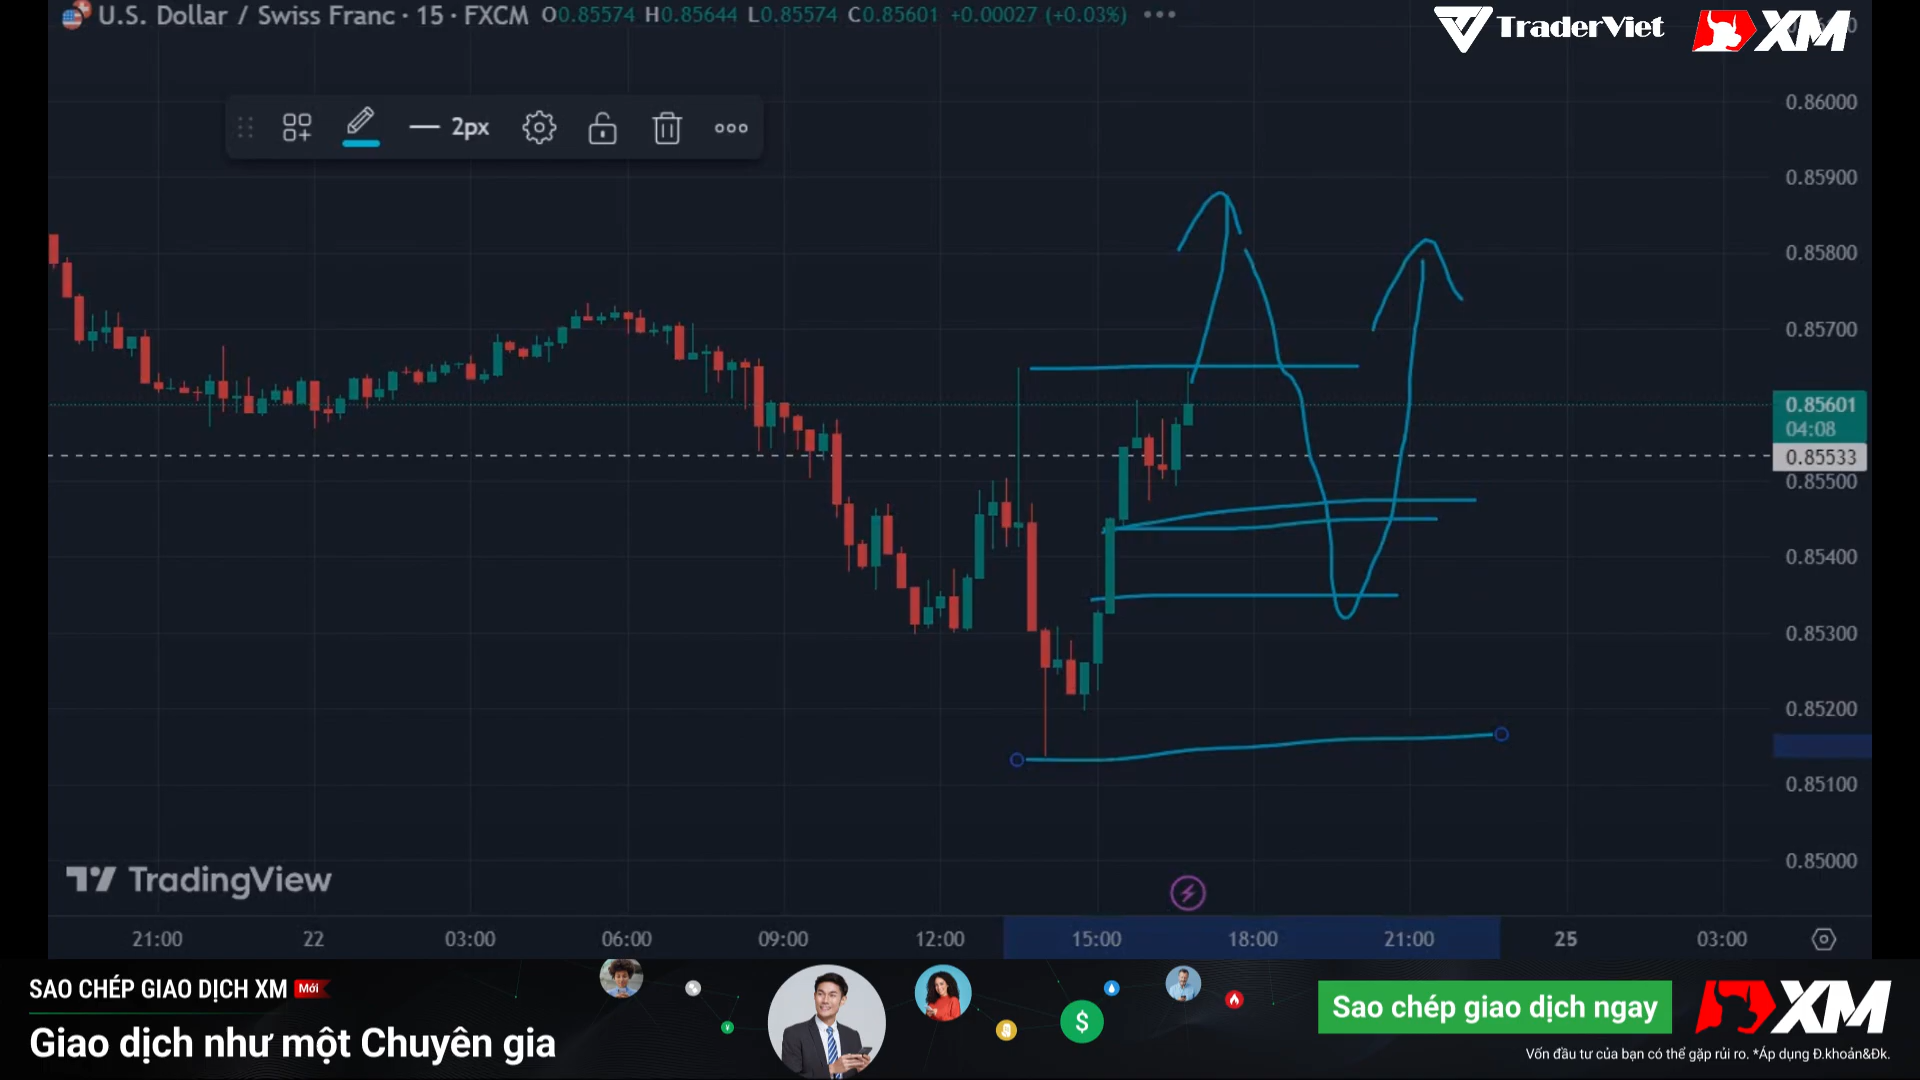 U.S. Dollar / Swiss Franc · 15 · FXCM O0.85574 H0.85644 L0.85574 C0.85601 +0.00027 (+0.03%)
TraderViet XM
2px
0.86000
0.85900
0.85800
0.85700
0.85601
04:08
0.85533
0.85500
0.85400
0.85300
0.85200
0.85100
0.85000
TradingView
21:00 22 03:00 06:00 09:00 12:00 15:00 18:00 21:00 25 03:00
SAO CHÉP GIAO DỊCH XM Mới
Giao dịch như một Chuyên gia
$
Sao chép giao dịch ngay
XM
Vốn đầu tư của bạn có thể gặp rủi ro. *Áp dụng Đ.khoản&Đk.